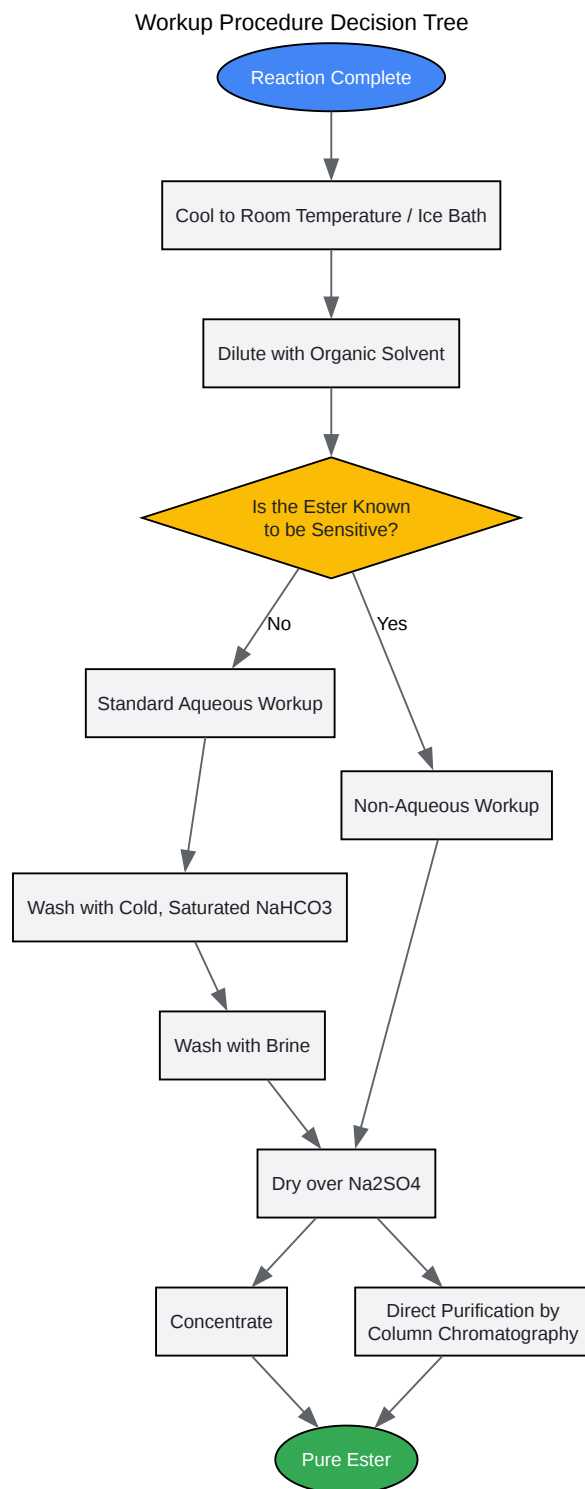 Workup Procedure Decision Tree
Reaction Complete
Cool to Room Temperature / Ice Bath
Dilute with Organic Solvent
Is the Ester Known
to be Sensitive?
No
Yes
Standard Aqueous Workup
Non-Aqueous Workup
Wash with Cold, Saturated NaHCO3
Wash with Brine
Dry over Na2SO4
Concentrate
Direct Purification by
Column Chromatography
Pure Ester